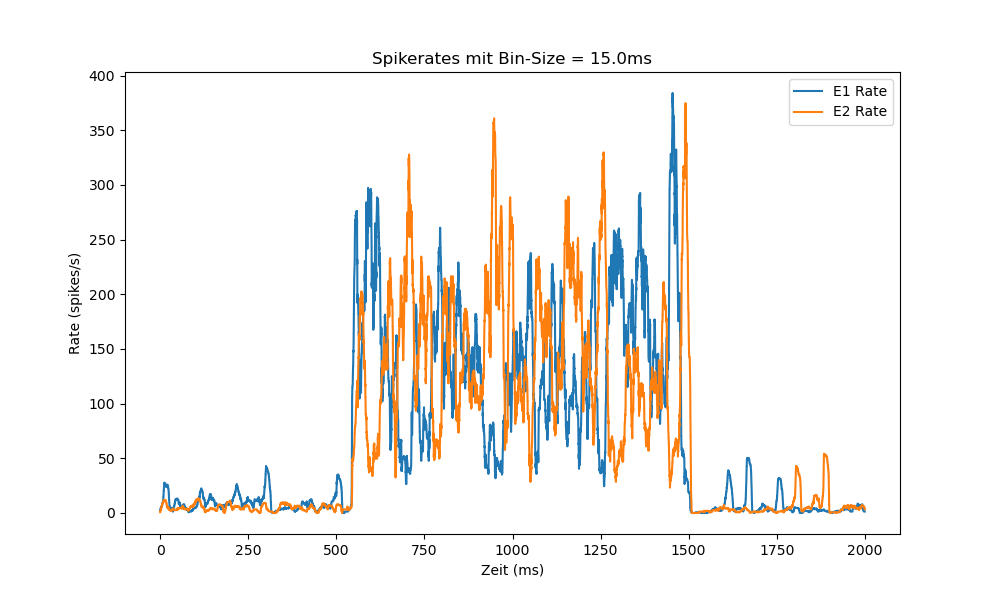 Spikerates mit Bin-Size = 15.0ms
E1 Rate
E2 Rate
400
350
300
250
200
150
100
50
0
Rate (spikes/s)
0 250 500 750 1000 1250 1500 1750 2000
Zeit (ms)